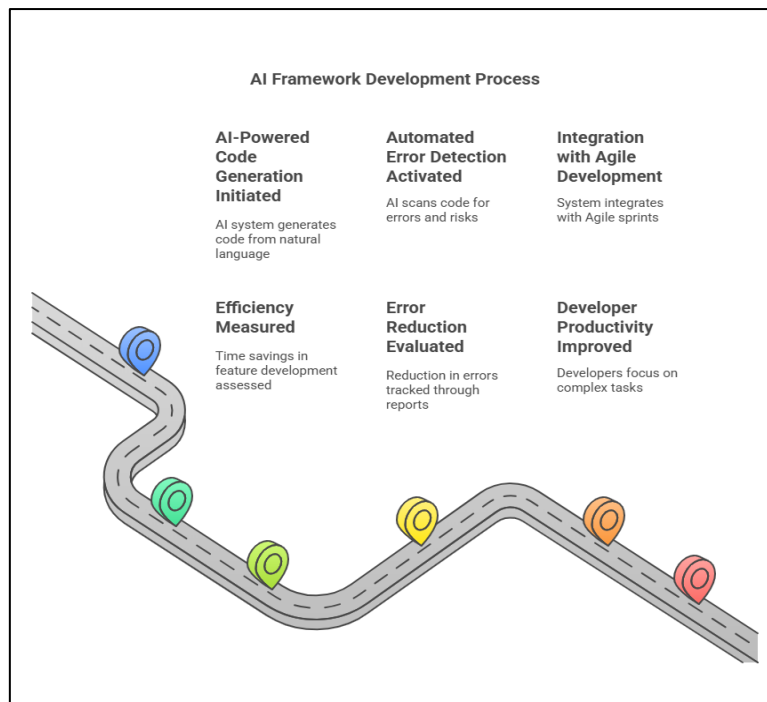 AI Framework Development Process
AI-Powered
Code
Generation
Initiated
AI system generates
code from natural
language
Automated
Error Detection
Activated
AI scans code for
errors and risks
Integration
with Agile
Development
System integrates
with Agile sprints
Efficiency
Measured
Time savings in
feature development
assessed
Error
Reduction
Evaluated
Reduction in errors
tracked through
reports
Developer
Productivity
Improved
Developers focus on
complex tasks